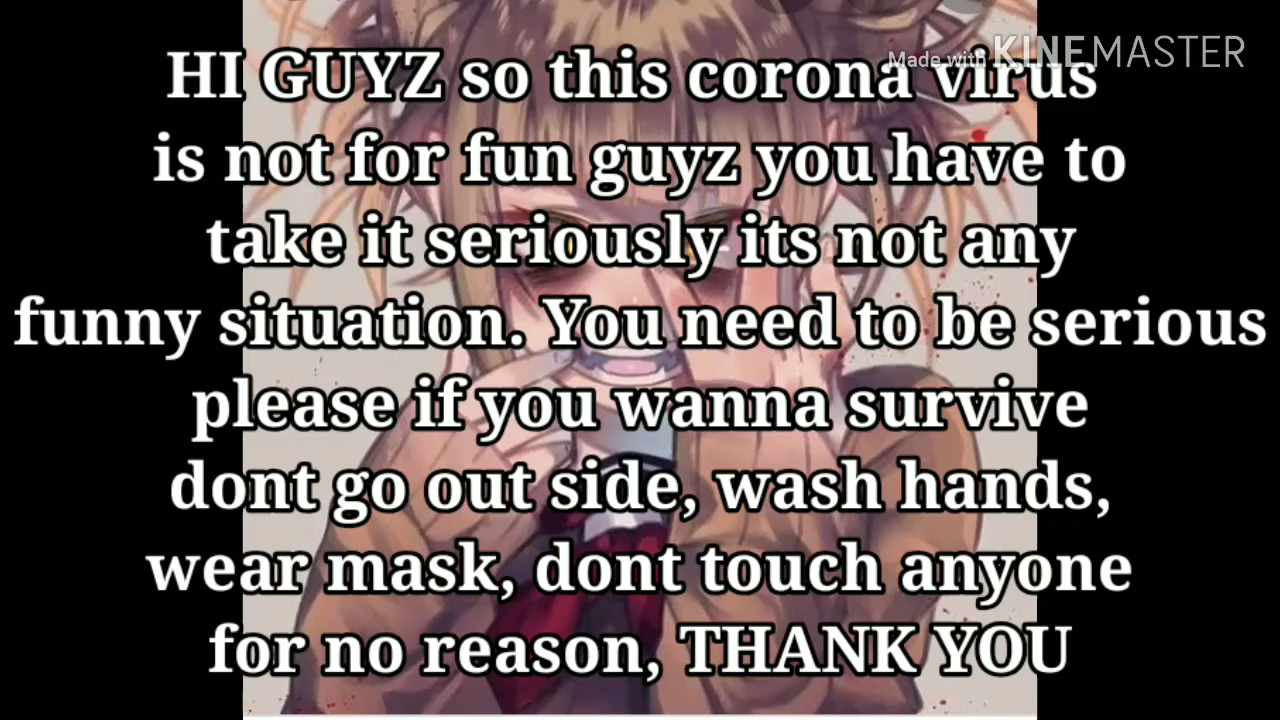 Made with KINEMASTER
HI GUYZ so this corona virus
is not for fun guyz you have to
take it seriously its not any
funny situation. You need to be serious
please if you wanna survive
dont go out side, wash hands,
wear mask, dont touch anyone
for no reason, THANK YOU